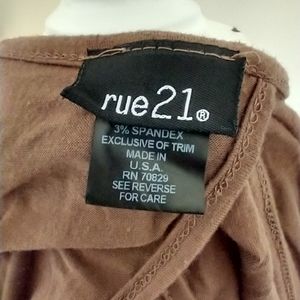 rue21®
3% SPANDEX
EXCLUSIVE OF TRIM
MADE IN
U.S.A.
RN 70829
SEE REVERSE
FOR CARE